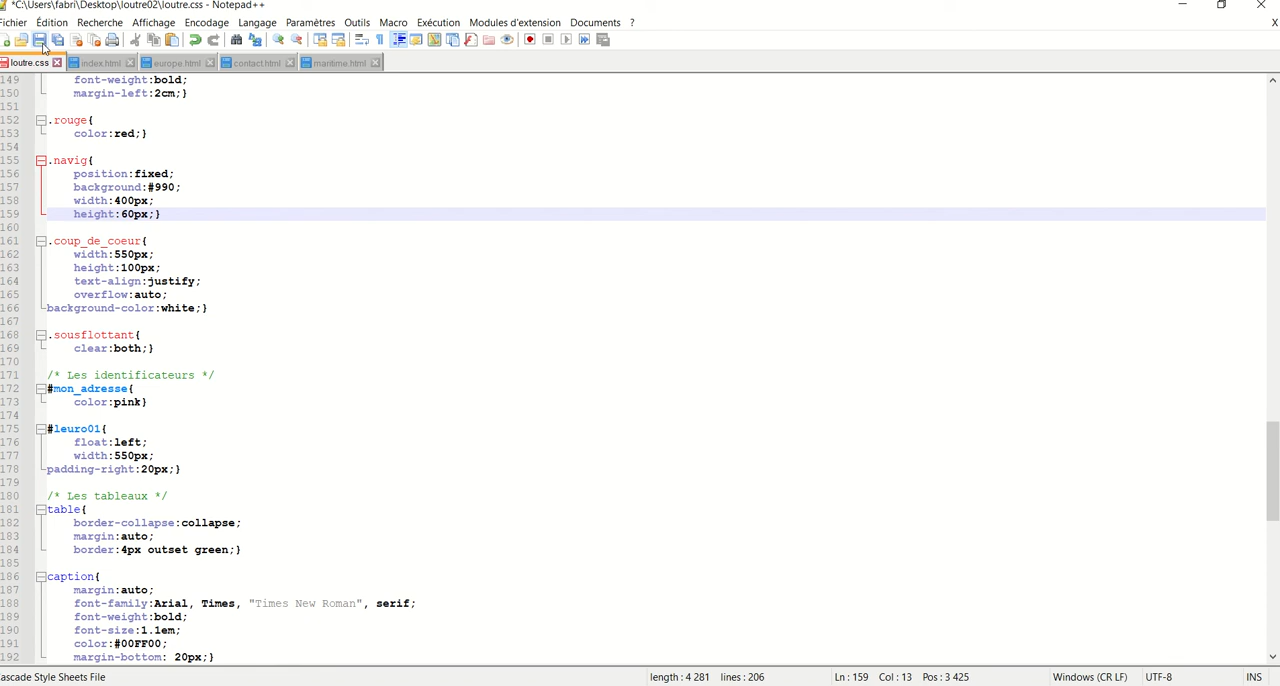 *C:\Users\fabri\Desktop\loutre02\loutre.css - Notepad++
Fichier Édition Recherche Affichage Encodage Langage Paramètres Outils Macro Exécution Modules d'extension Documents ? X
loutre.css index.html europe.html contact.html maritime.html
149 font-weight:bold;
150 margin-left:2cm;}
151
152 .rouge{
153 color:red;}
154
155 .navig{
156 position:fixed;
157 background:#990;
158 width:400px;
159 height:60px;}
160
161 .coup_de_coeur{
162 width:550px;
163 height:100px;
164 text-align:justify;
165 overflow:auto;
166 background-color:white;}
167
168 .sousflottant{
169 clear:both;}
170
171 /* Les identificateurs */
172 #mon_adresse{
173 color:pink}
174
175 #leuro01{
176 float:left;
177 width:550px;
178 padding-right:20px;}
179
180 /* Les tableaux */
181 table{
182 border-collapse:collapse;
183 margin:auto;
184 border:4px outset green;}
185
186 caption{
187 margin:auto;
188 font-family:Arial, Times, "Times New Roman", serif;
189 font-weight:bold;
190 font-size:1.1em;
191 color:#00FF00;
192 margin-bottom: 20px;}
ascade Style Sheets File length : 4 281 lines : 206 Ln : 159 Col : 13 Pos : 3 425 Windows (CR LF) UTF-8 INS